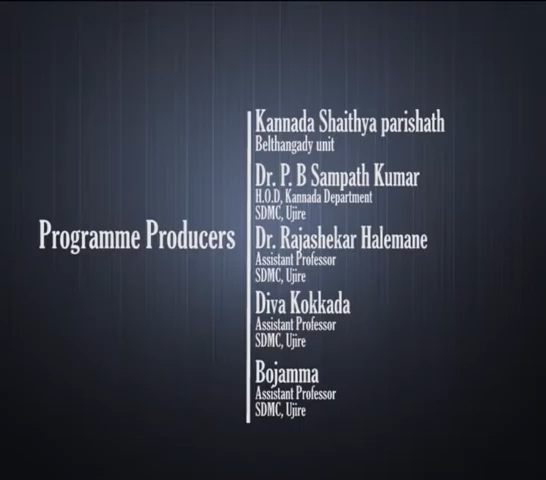 Programme Producers
Kannada Shaithya parishath
Belthangady unit
Dr. P. B Sampath Kumar
H.O.D, Kannada Department
SDMC, Ujire
Dr. Rajashekar Halemane
Assistant Professor
SDMC, Ujire
Diva Kokkada
Assistant Professor
SDMC, Ujire
Bojamma
Assistant Professor
SDMC, Ujire